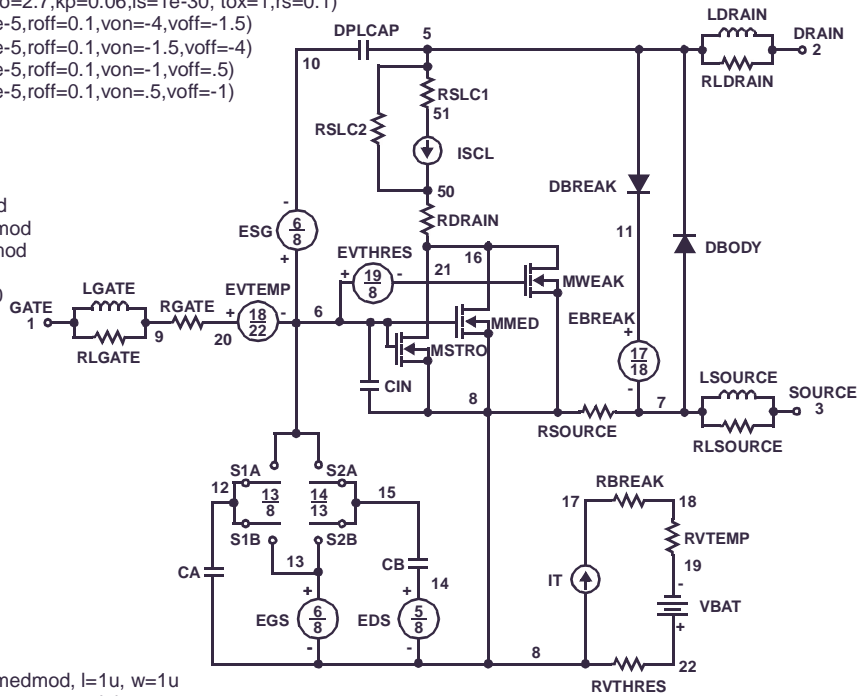 o=2.7,kp=0.06,is=1e-30, tox=1,rs=0.1)
e-5,roff=0.1,von=-4,voff=-1.5)
e-5,roff=0.1,von=-1.5,voff=-4)
e-5,roff=0.1,von=-1,voff=.5)
e-5,roff=0.1,von=.5,voff=-1)
LDRAIN
DPLCAP 5 DRAIN
10 2
RLDRAIN
RSLC1
51
RSLC2
ISCL
50
d
mod
mod
DBREAK
RDRAIN
ESG 6/8
- +
11
DBODY
EVTHRES
16
21
+ 19/8 -
MWEAK
GATE
1
LGATE
RGATE
EVTEMP
+ 18/22 -
6
MMED
EBREAK
+
9
20
RLGATE
MSTRO
17/18
-
LSOURCE
SOURCE
3
CIN
8
7
RSOURCE
RLSOURCE
S1A S2A
12 13/8 14/13 15
S1B S2B
13
CA
CB
14
+ +
EGS 6/8 EDS 5/8
- -
RBREAK
17 18
RVTEMP
19
IT
-
VBAT
+
8
22
RVTHRES
medmod, l=1u, w=1u